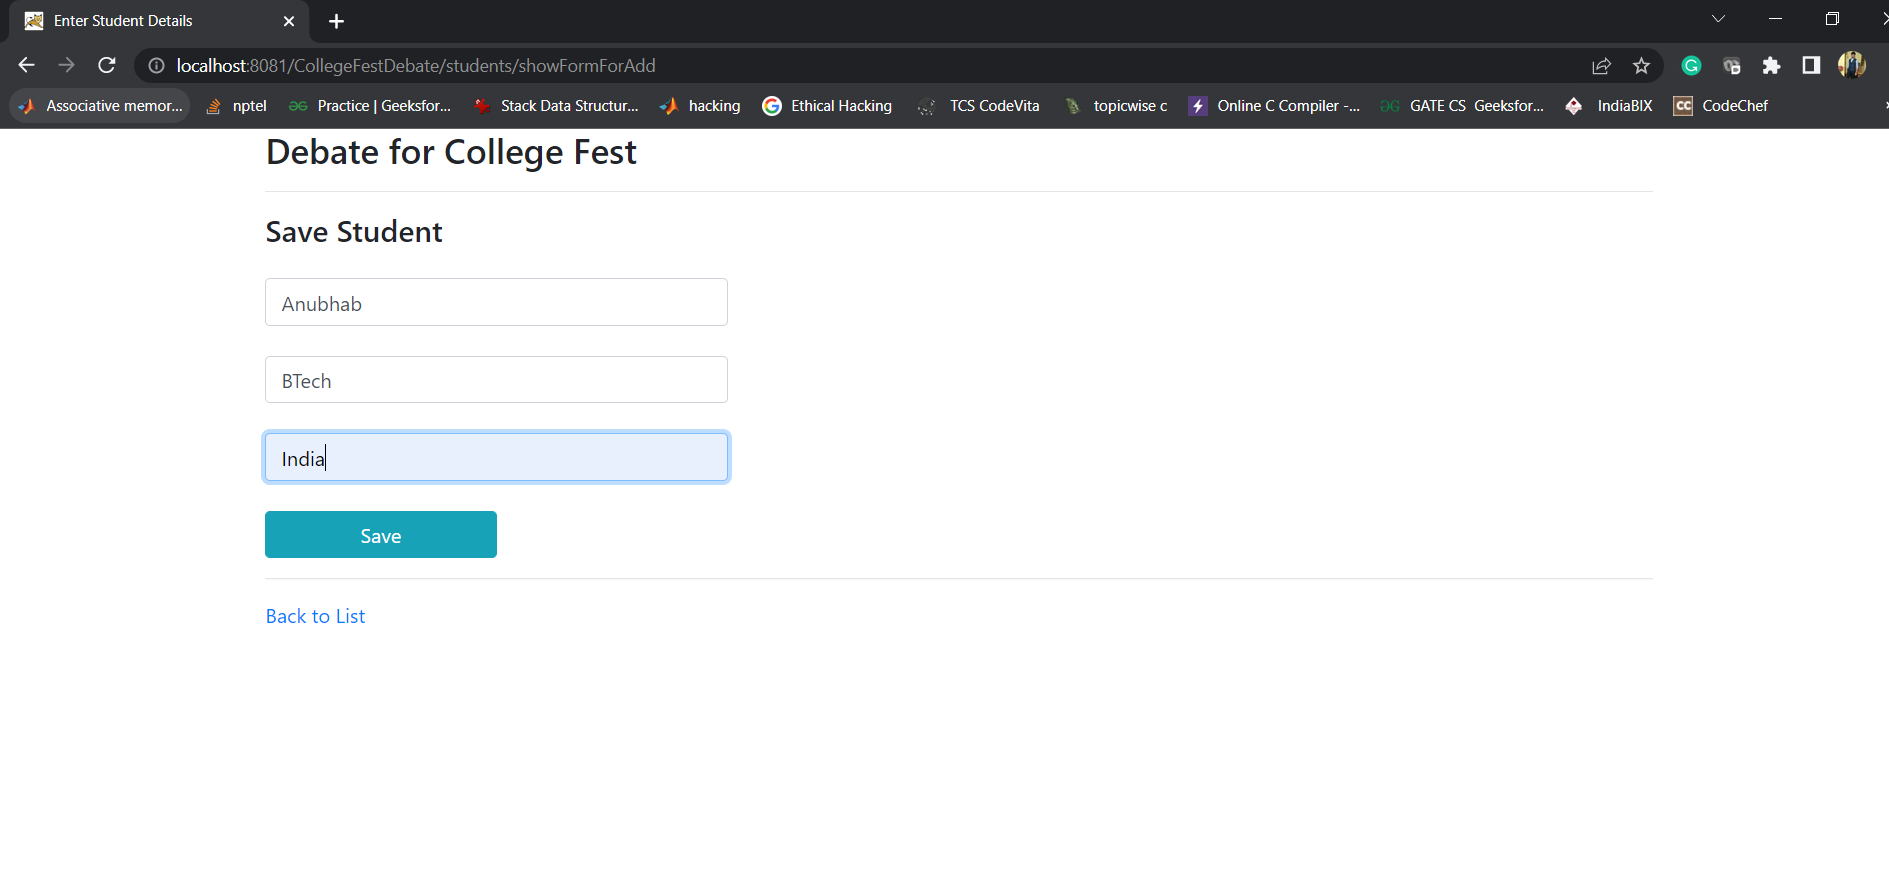 Enter Student Details
localhost:8081/CollegeFestDebate/students/showFormForAdd
Associative memor... nptel Practice | Geeksfor... Stack Data Structur... hacking Ethical Hacking TCS CodeVita topicwise c Online C Compiler -... GATE CS Geeksfor... IndiaBIX CodeChef
Debate for College Fest
Save Student
Anubhab
BTech
India
Save
Back to List